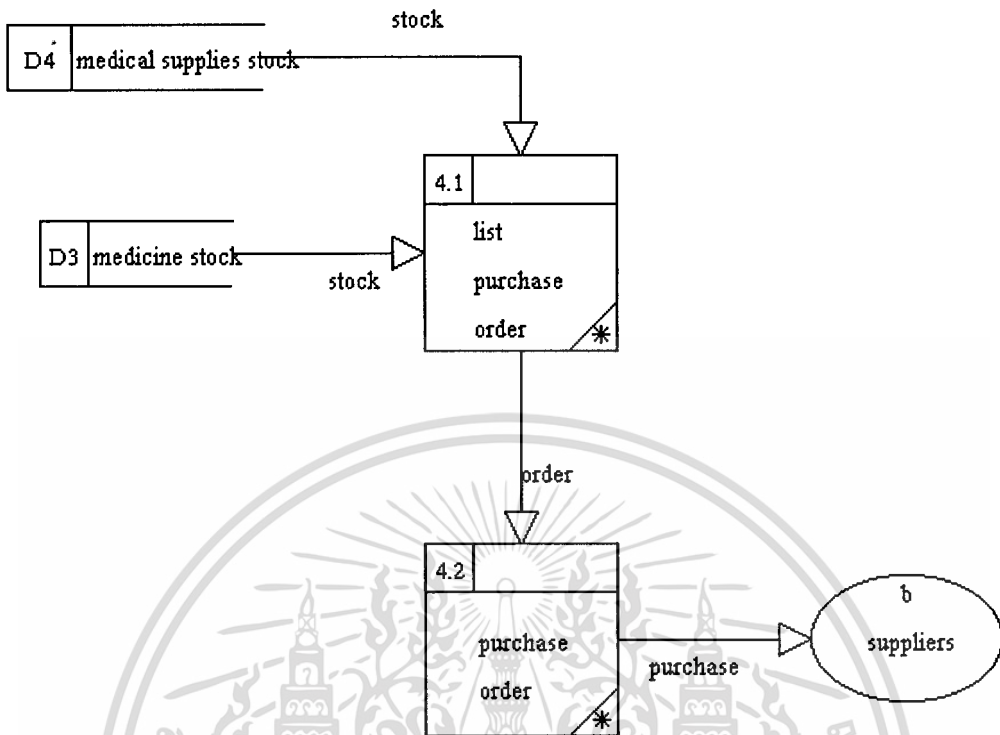 stock
D4 medical supplies stock
4.1
list
purchase
order
*
D3 medicine stock
stock
order
4.2
purchase
order
*
purchase
b
suppliers